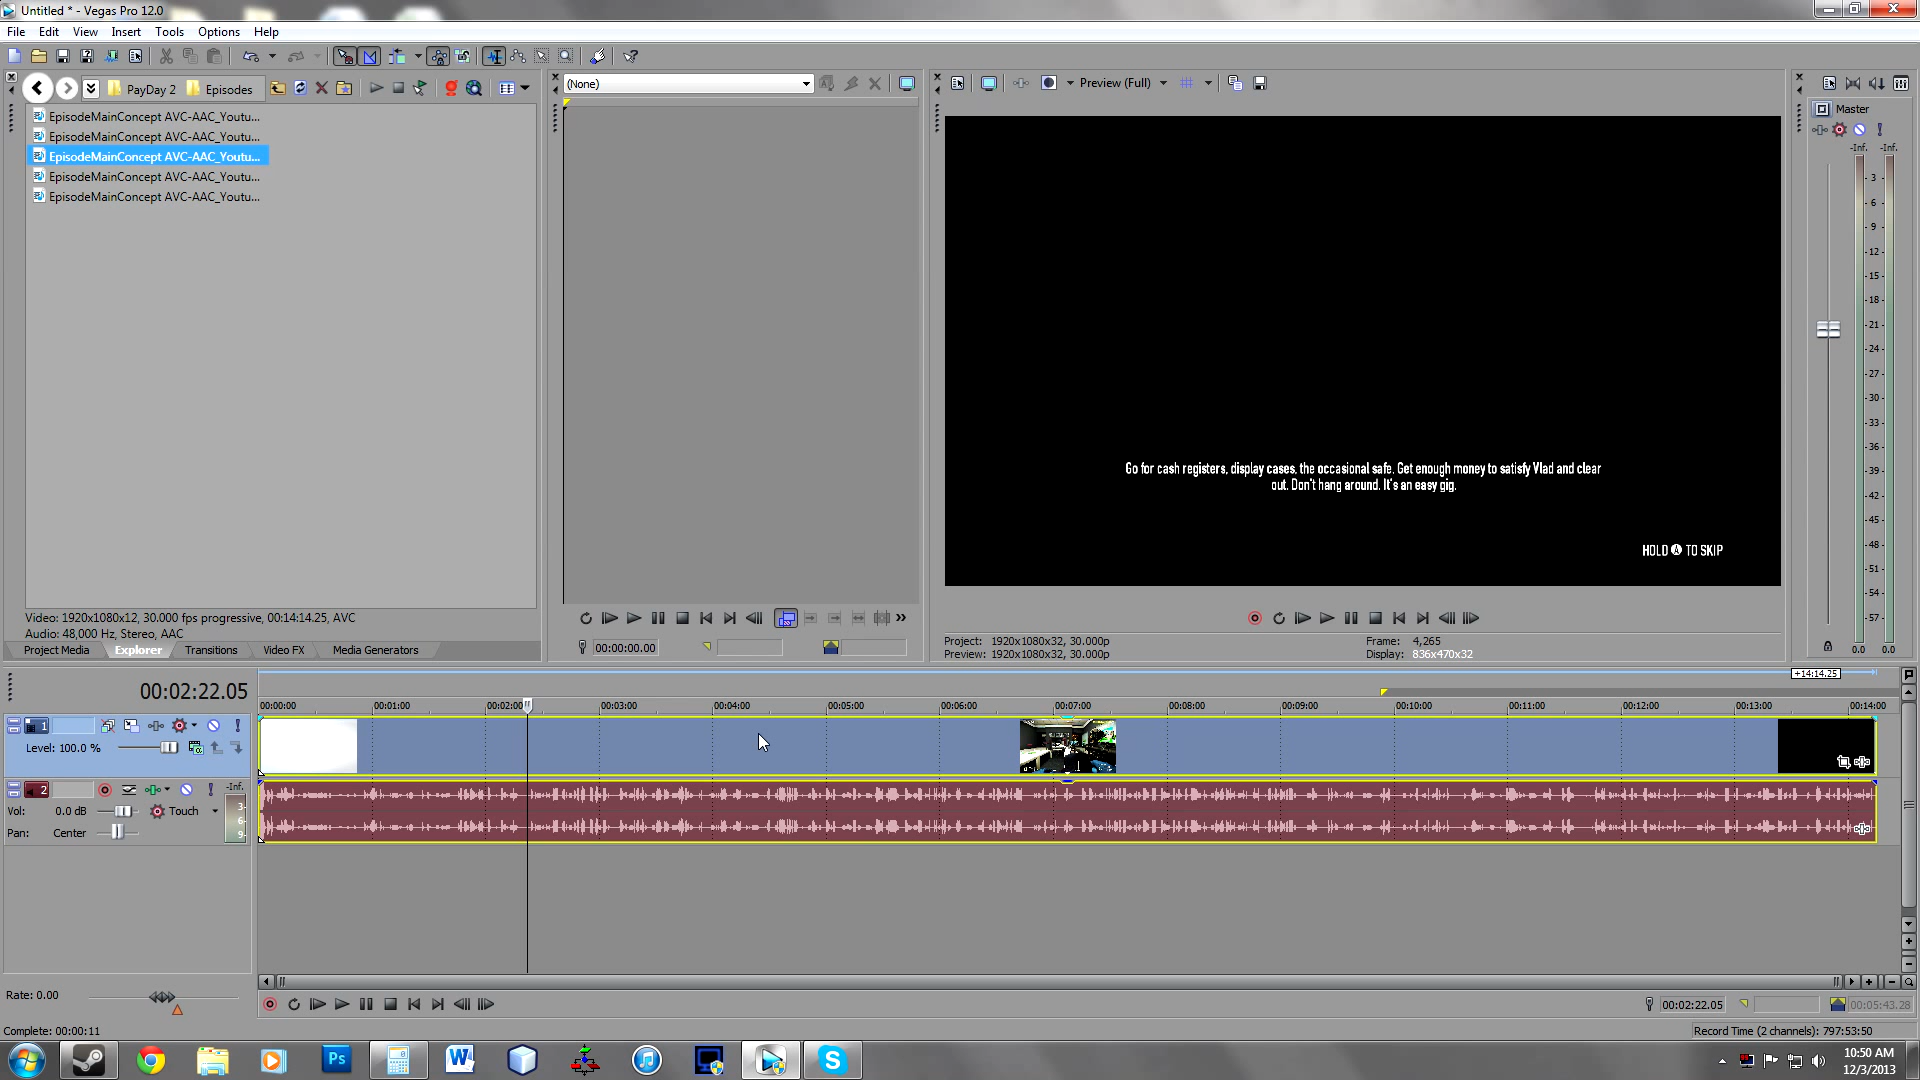 Untitled * - Vegas Pro 12.0
File Edit View Insert Tools Options Help
PayDay 2 Episodes
(None)
Preview (Full)
Master
EpisodeMainConcept AVC-AAC_Youtu...
EpisodeMainConcept AVC-AAC_Youtu...
EpisodeMainConcept AVC-AAC_Youtu...
EpisodeMainConcept AVC-AAC_Youtu...
EpisodeMainConcept AVC-AAC_Youtu...
-Inf. -Inf.
- 3 -
- 6 -
- 9 -
- 12 -
- 15 -
- 18 -
- 21 -
- 24 -
- 27 -
- 30 -
- 33 -
- 36 -
- 39 -
- 42 -
- 45 -
- 48 -
- 51 -
- 54 -
- 57 -
0.0 0.0
Go for cash registers, display cases, the occasional safe. Get enough money to satisfy Vlad and clear
out. Don't hang around. It's an easy gig.
HOLD A TO SKIP
Video: 1920x1080x12, 30.000 fps progressive, 00:14:14.25, AVC
Audio: 48,000 Hz, Stereo, AAC
Project Media Explorer Transitions Video FX Media Generators
00:00:00.00
Project: 1920x1080x32, 30.000p
Preview: 1920x1080x32, 30.000p
Frame: 4,265
Display: 836x470x32
+14:14.25
00:02:22.05
00:00:00 00:01:00 00:02:00 00:03:00 00:04:00 00:05:00 00:06:00 00:07:00 00:08:00 00:09:00 00:10:00 00:11:00 00:12:00 00:13:00 00:14:00
1
Level: 100.0 %
2
-Inf.
Vol: 0.0 dB Touch
3-
6-
9-
Pan: Center
Rate: 0.00
00:02:22.05 00:05:43.28
Complete: 00:00:11
Record Time (2 channels): 797:53:50
Ps
W
S
10:50 AM
12/3/2013